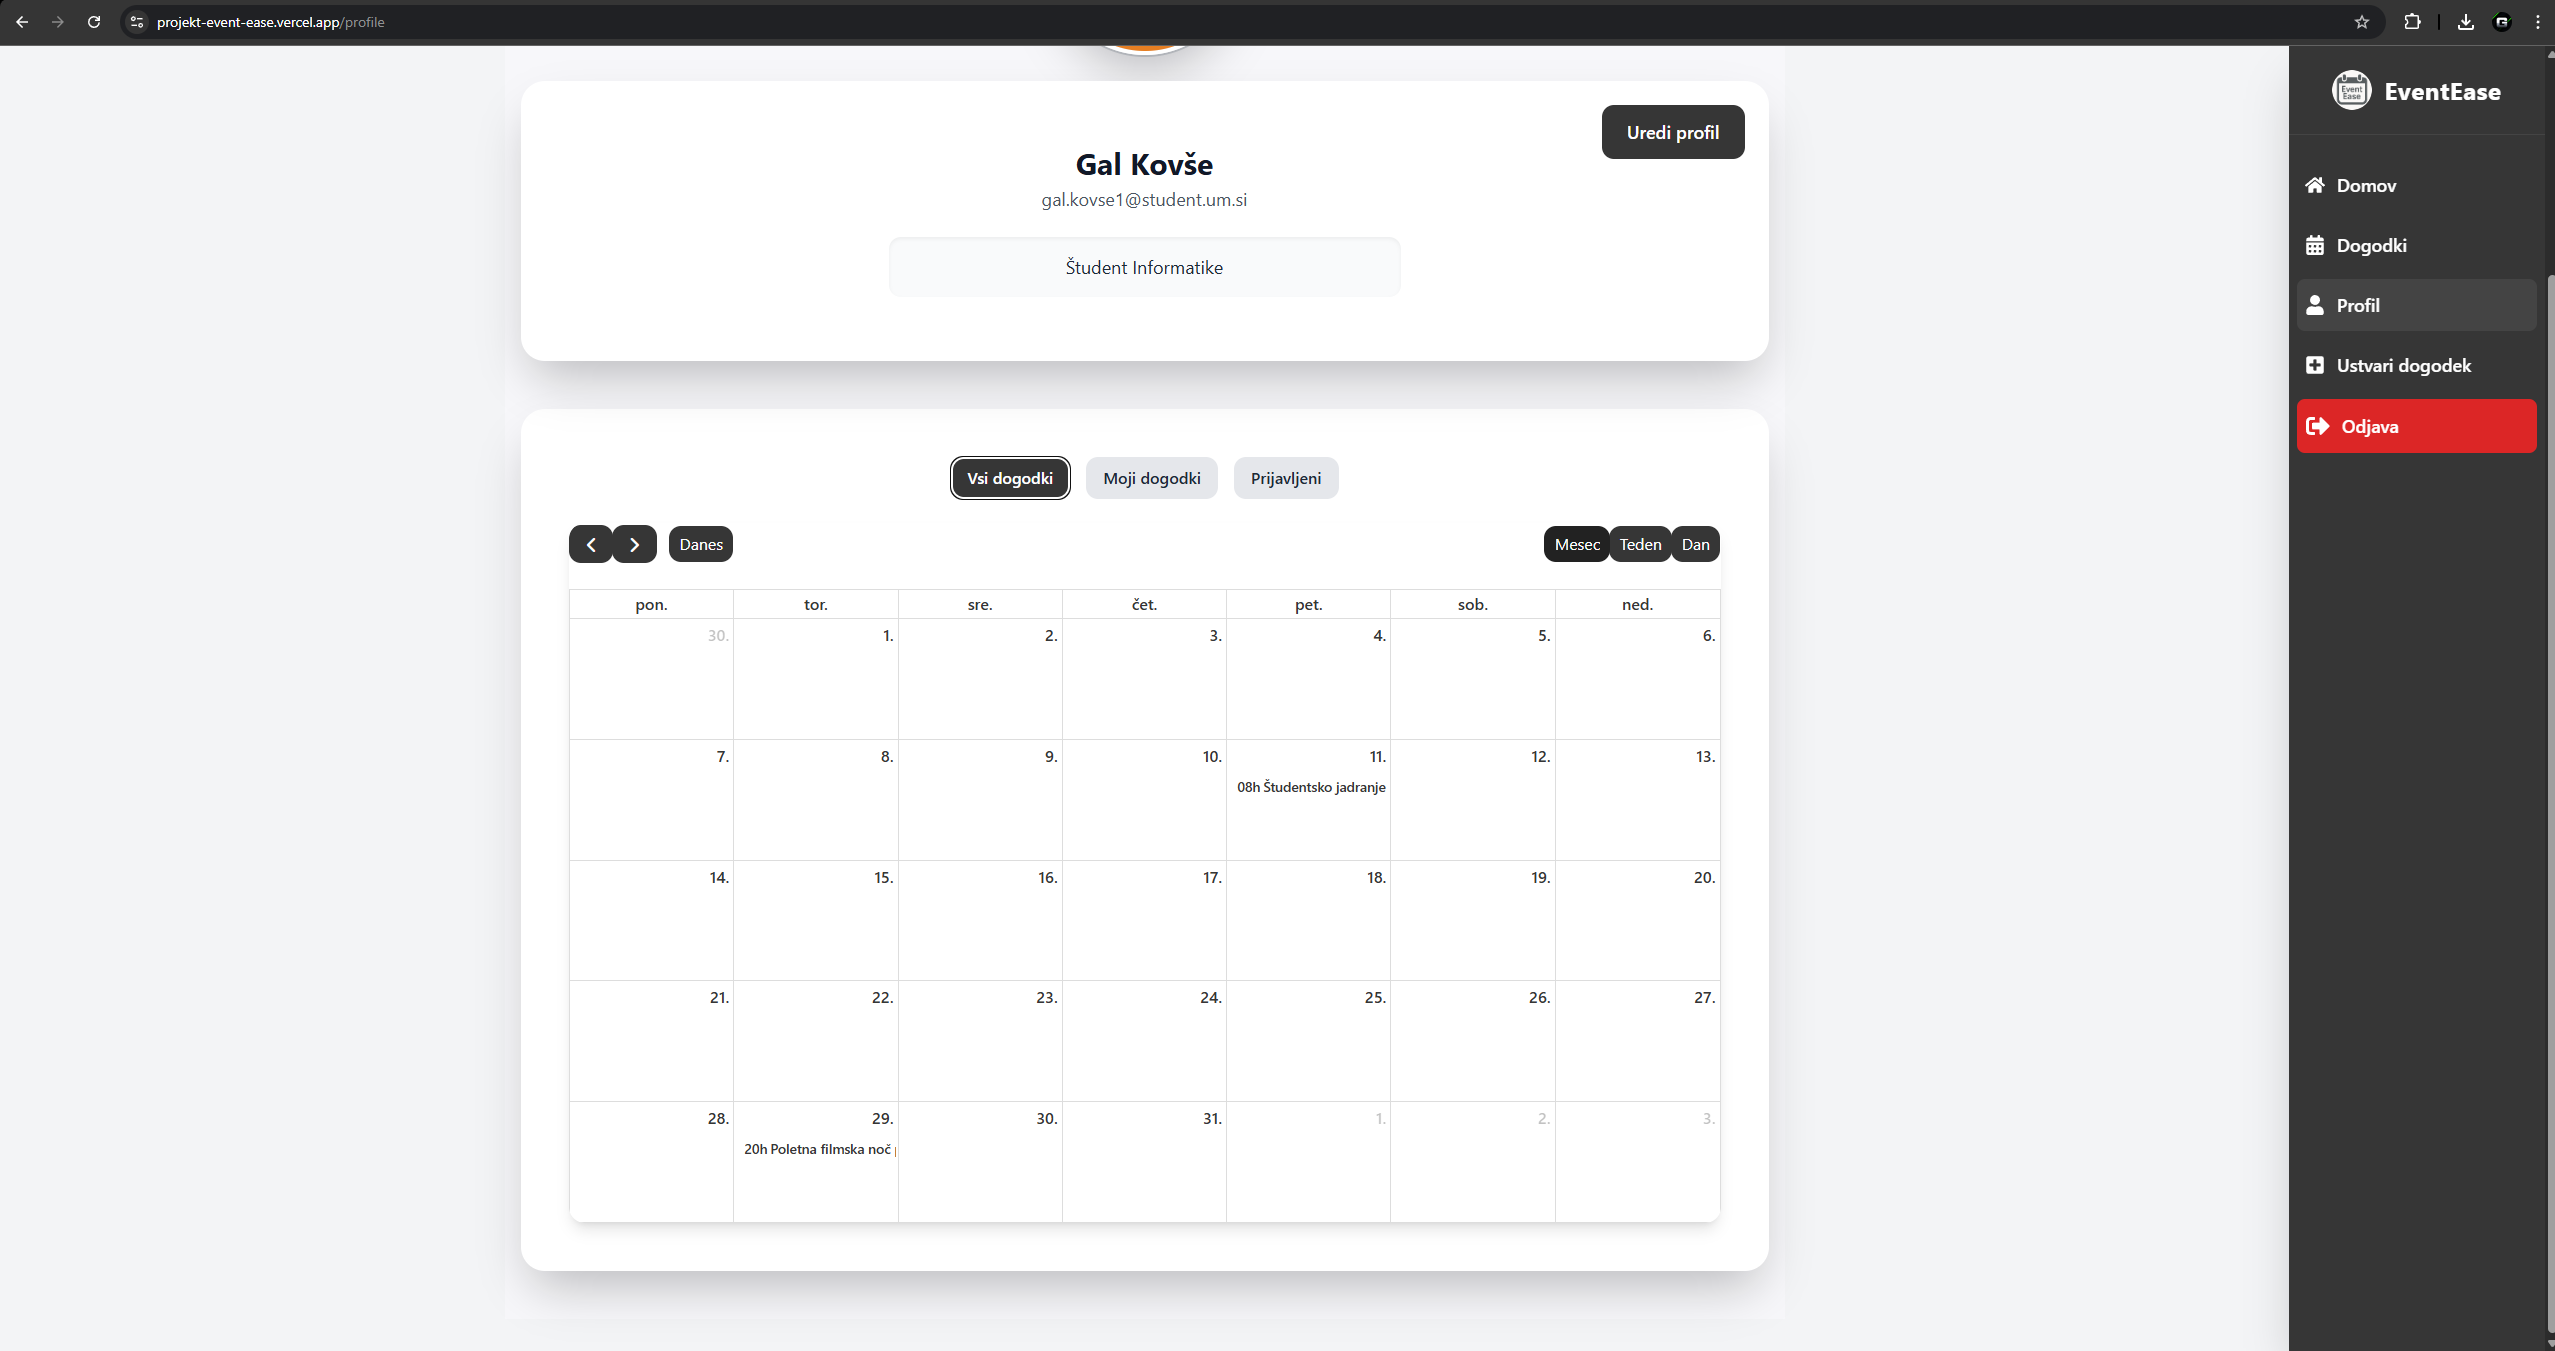 projekt-event-ease.vercel.app/profile
Event Ease
EventEase
Domov
Dogodki
Profil
Ustvari dogodek
Odjava
Uredi profil
Gal Kovše
gal.kovse1@student.um.si
Študent Informatike
Vsi dogodki Moji dogodki Prijavljeni
Danes Mesec Teden Dan
pon. tor. sre. čet. pet. sob. ned.
30. 1. 2. 3. 4. 5. 6.
7. 8. 9. 10. 11. 12. 13.
08h Študentsko jadranje
14. 15. 16. 17. 18. 19. 20.
21. 22. 23. 24. 25. 26. 27.
28. 29. 30. 31. 1. 2. 3.
20h Poletna filmska noč